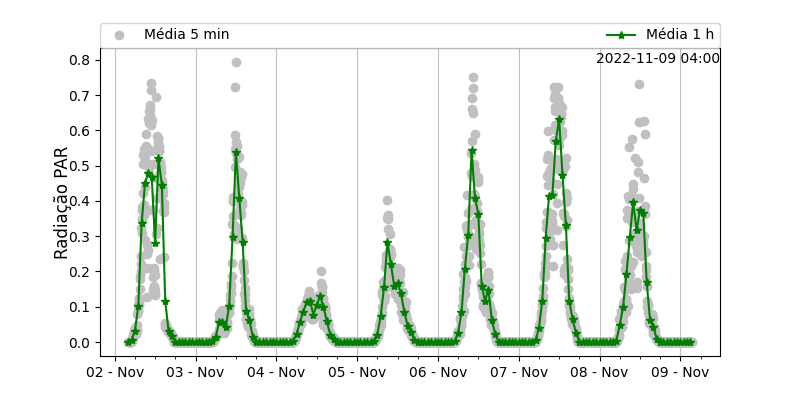 Média 5 min
Média 1 h
2022-11-09 04:00
0.8
0.7
0.6
0.5
0.4
0.3
0.2
0.1
0.0
Radiação PAR
02 - Nov
03 - Nov
04 - Nov
05 - Nov
06 - Nov
07 - Nov
08 - Nov
09 - Nov